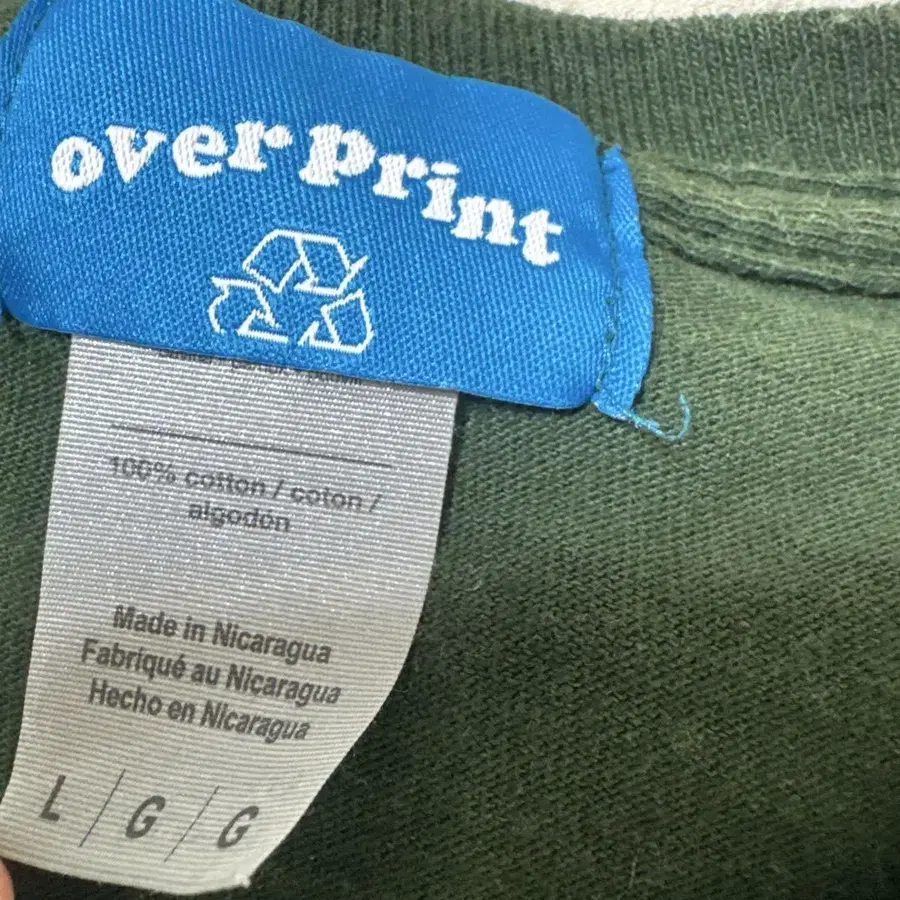 over print
100% cotton / coton /
algodón
Made in Nicaragua
Fabriqué au Nicaragua
Hecho en Nicaragua
L / G / G